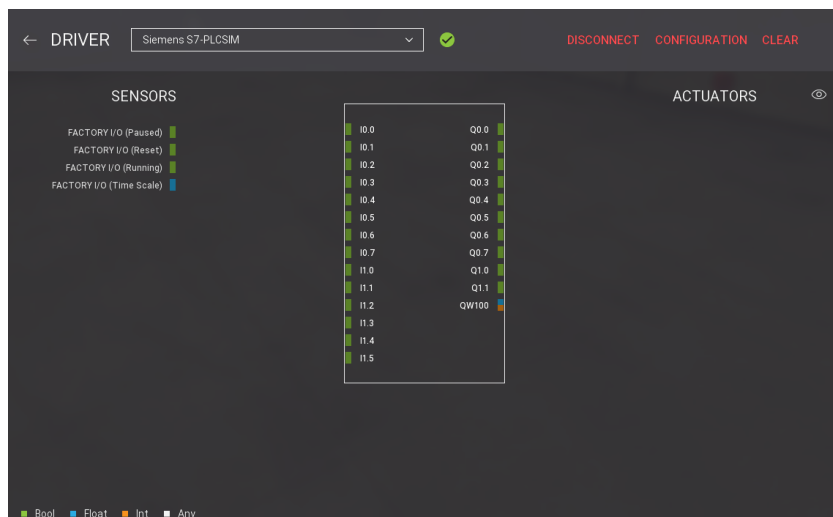 ← DRIVER Siemens S7-PLCSIM DISCONNECT CONFIGURATION CLEAR
SENSORS ACTUATORS
FACTORY I/O (Paused)
FACTORY I/O (Reset)
FACTORY I/O (Running)
FACTORY I/O (Time Scale)
I0.0 Q0.0
I0.1 Q0.1
I0.2 Q0.2
I0.3 Q0.3
I0.4 Q0.4
I0.5 Q0.5
I0.6 Q0.6
I0.7 Q0.7
I1.0 Q1.0
I1.1 Q1.1
I1.2 QW100
I1.3
I1.4
I1.5
Bool Float Int Any